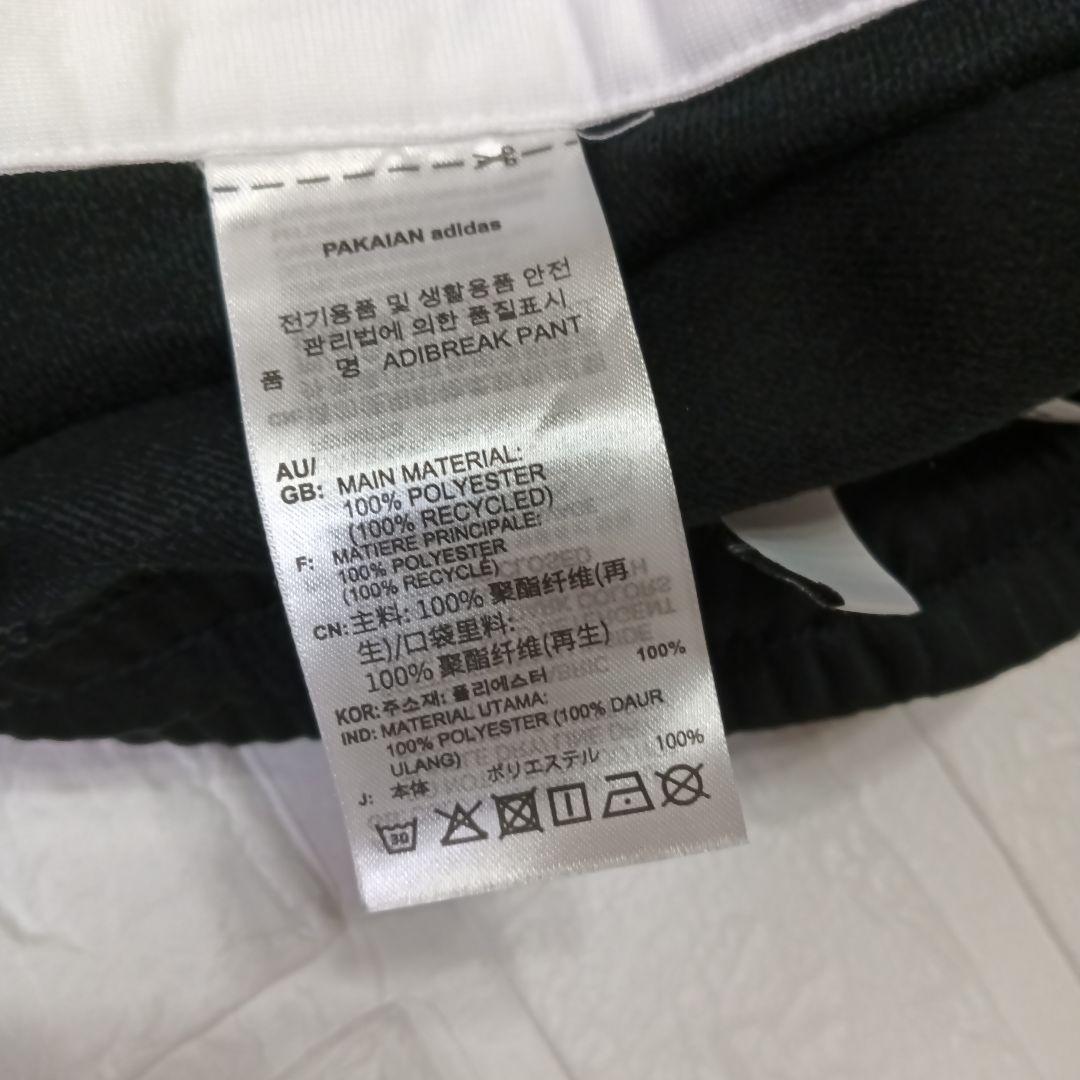 PAKAIAN adidas
전기용품 및 생활용품 안전
관리법에 의한 품질표시
품 명 ADIBREAK PANT
AU/
GB: MAIN MATERIAL:
100% POLYESTER
(100% RECYCLED)
F: MATIERE PRINCIPALE:
100% POLYESTER
(100% RECYCLÉ)
CN: 主料: 100% 聚酯纤维(再
生)/口袋里料:
100% 聚酯纤维(再生)
KOR: 주소재: 폴리에스터 100%
IND: MATERIAL UTAMA:
100% POLYESTER (100% DAUR
ULANG)
J: 本体 ポリエステル 100%
30